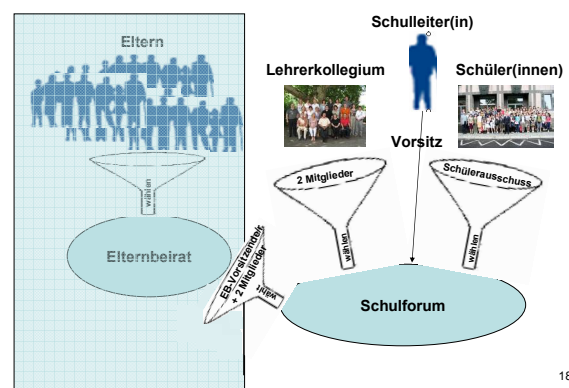 Schulleiter(in)
Eltern
Lehrerkollegium
Schüler(innen)
Vorsitz
2 Mitglieder
Schülerausschuss
wählen
wählen
wählen
Elternbeirat
EB-Vorsitzende/r
+ 2 Mitglieder
wählt
Schulforum
18